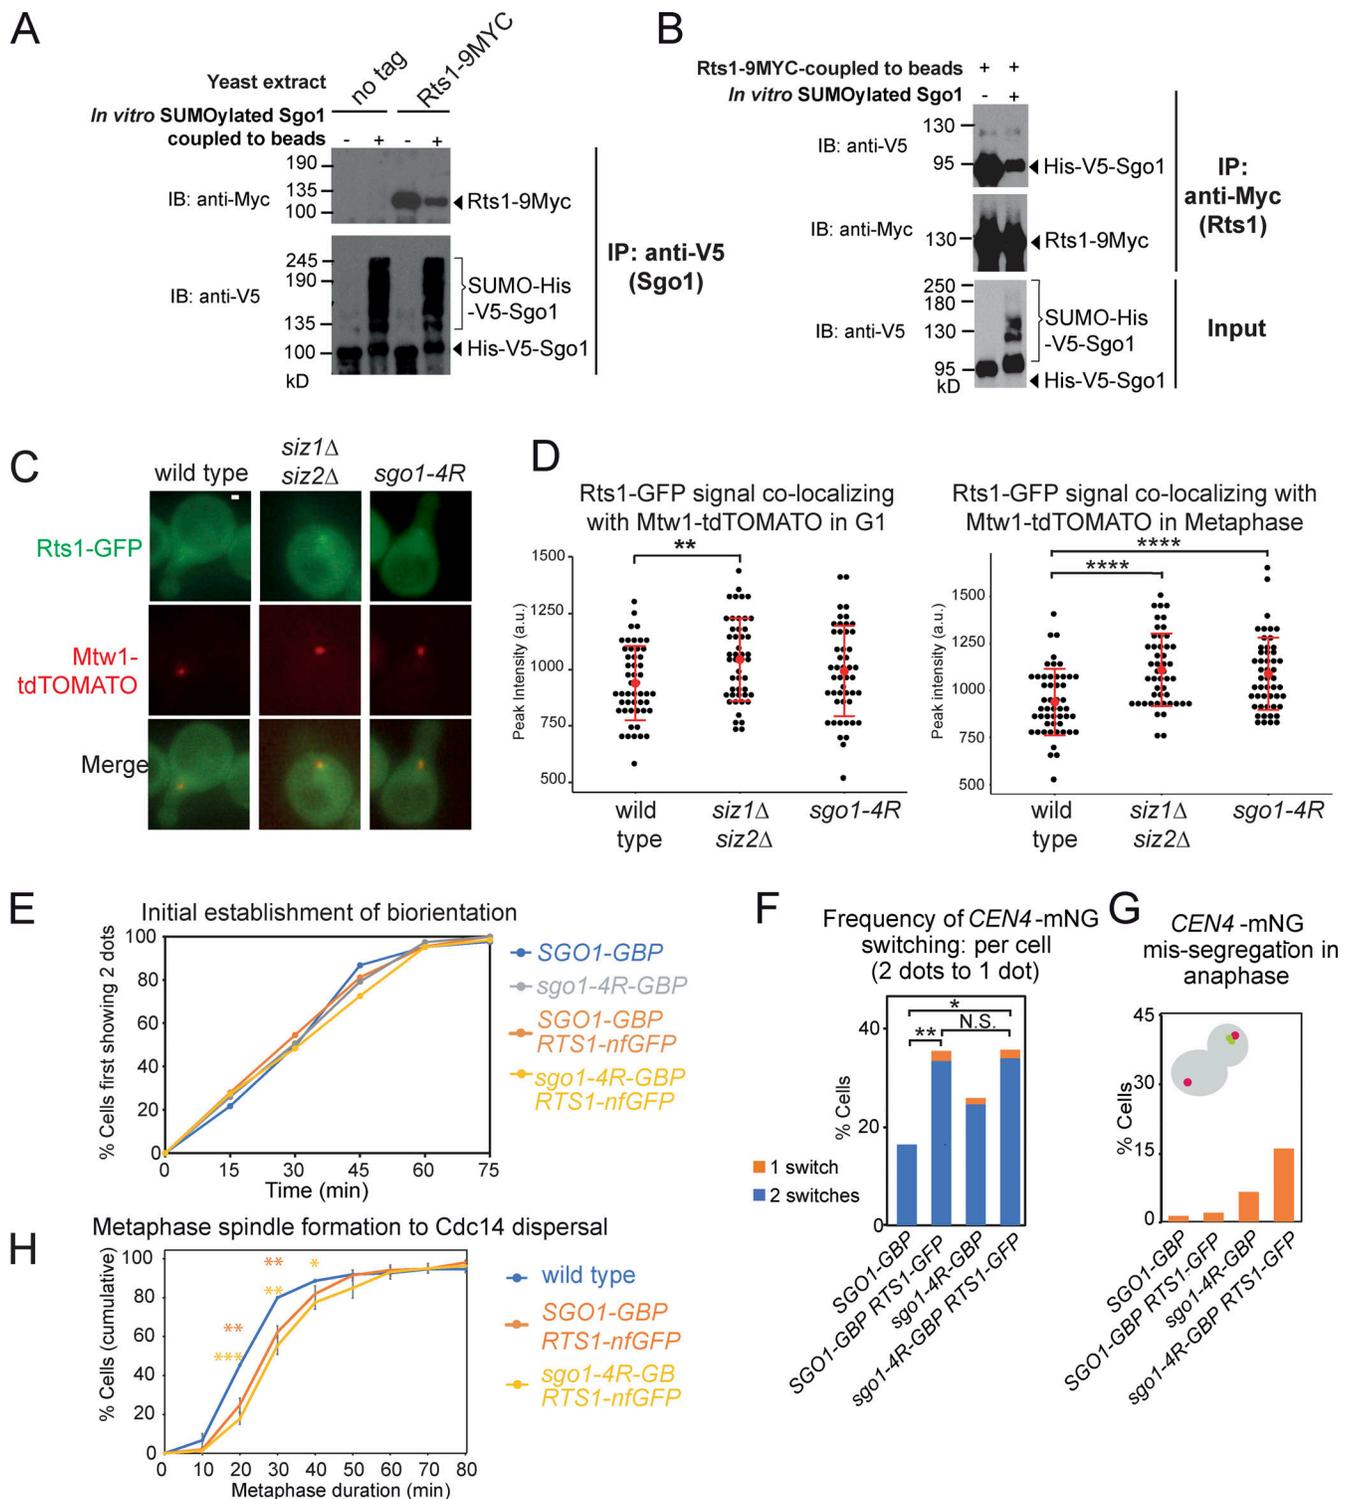 A
Yeast extract
no tag
Rts1-9MYC
In vitro SUMOylated Sgo1
coupled to beads
- + - +
190
135
100
IB: anti-Myc
Rts1-9Myc
245
190
135
100
kD
IB: anti-V5
SUMO-His
-V5-Sgo1
His-V5-Sgo1
IP: anti-V5
(Sgo1)
B
Rts1-9MYC-coupled to beads + +
In vitro SUMOylated Sgo1 - +
IB: anti-V5
130
95
His-V5-Sgo1
IB: anti-Myc
130
Rts1-9Myc
IP:
anti-Myc
(Rts1)
IB: anti-V5
250
180
130
95
kD
SUMO-His
-V5-Sgo1
His-V5-Sgo1
Input
C
wild type
siz1Δ
siz2Δ
sgo1-4R
Rts1-GFP
Mtw1-
tdTOMATO
Merge
D
Rts1-GFP signal co-localizing
with Mtw1-tdTOMATO in G1
**
Peak Intensity (a.u.)
1500
1250
1000
750
500
wild
type
siz1Δ
siz2Δ
sgo1-4R
Rts1-GFP signal co-localizing with
Mtw1-tdTOMATO in Metaphase
****
****
Peak intensity (a.u.)
1500
1250
1000
750
500
wild
type
siz1Δ
siz2Δ
sgo1-4R
E
Initial establishment of biorientation
% Cells first showing 2 dots
100
80
60
40
20
0
0 15 30 45 60 75
Time (min)
SGO1-GBP
sgo1-4R-GBP
SGO1-GBP
RTS1-nfGFP
sgo1-4R-GBP
RTS1-nfGFP
F
Frequency of CEN4-mNG
switching: per cell
(2 dots to 1 dot)
*
N.S.
**
% Cells
40
20
0
1 switch
2 switches
SGO1-GBP
SGO1-GBP RTS1-GFP
sgo1-4R-GBP
sgo1-4R-GBP RTS1-GFP
G
CEN4-mNG
mis-segregation in
anaphase
% Cells
45
30
15
0
SGO1-GBP
SGO1-GBP RTS1-GFP
sgo1-4R-GBP
sgo1-4R-GBP RTS1-GFP
H
Metaphase spindle formation to Cdc14 dispersal
% Cells (cumulative)
100
80
60
40
20
0
** *
**
**
***
0 10 20 30 40 50 60 70 80
Metaphase duration (min)
wild type
SGO1-GBP
RTS1-nfGFP
sgo1-4R-GB
RTS1-nfGFP